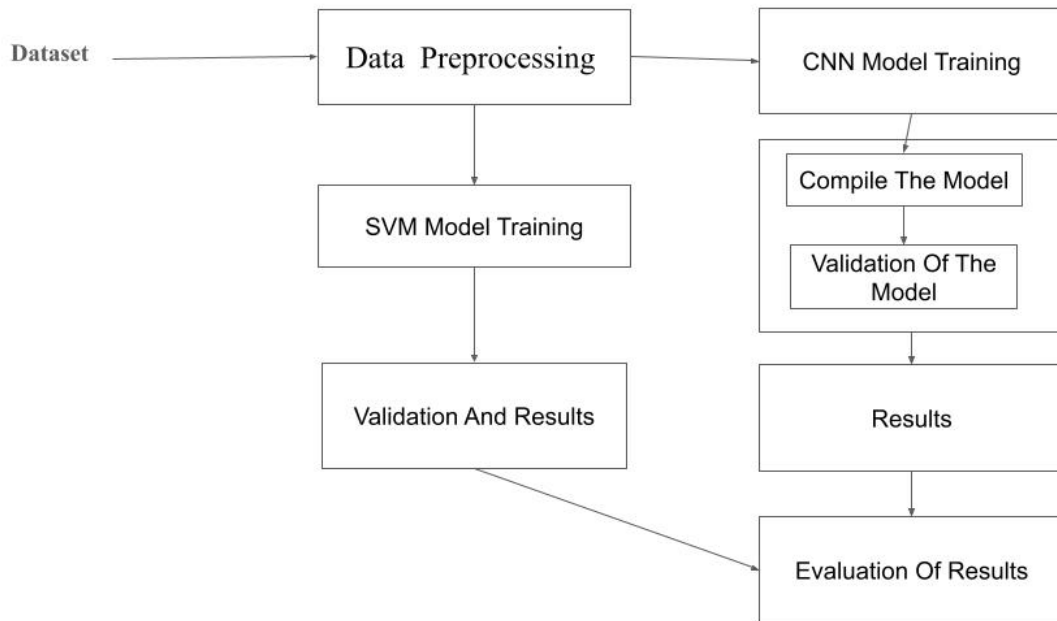 Dataset
Data Preprocessing
CNN Model Training
Compile The Model
SVM Model Training
Validation Of The
Model
Validation And Results
Results
Evaluation Of Results